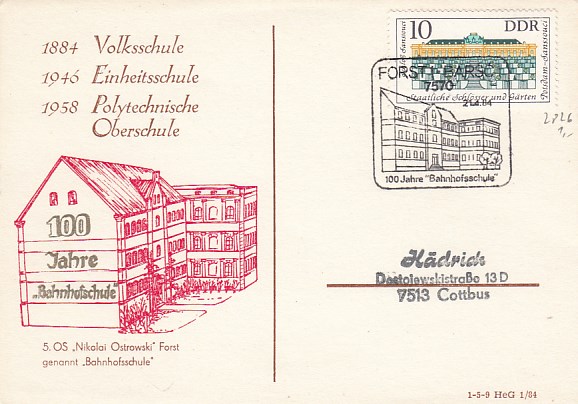 1884 Volksschule
1946 Einheitsschule
1958 Polytechnische
Oberschule
100
Jahre
"Bahnhofschule"
5. OS „Nikolai Ostrowski" Forst
genannt „Bahnhofsschule"
10 DDR
Potsdam-Sanssouci
Staatliche Schlösser und Gärten
FORST
7570
100 Jahre "Bahnhofsschule"
2826
1,-
Hädrich
Dostojewskistraße 13 D
7513 Cottbus
1-5-9 HeG 1/84